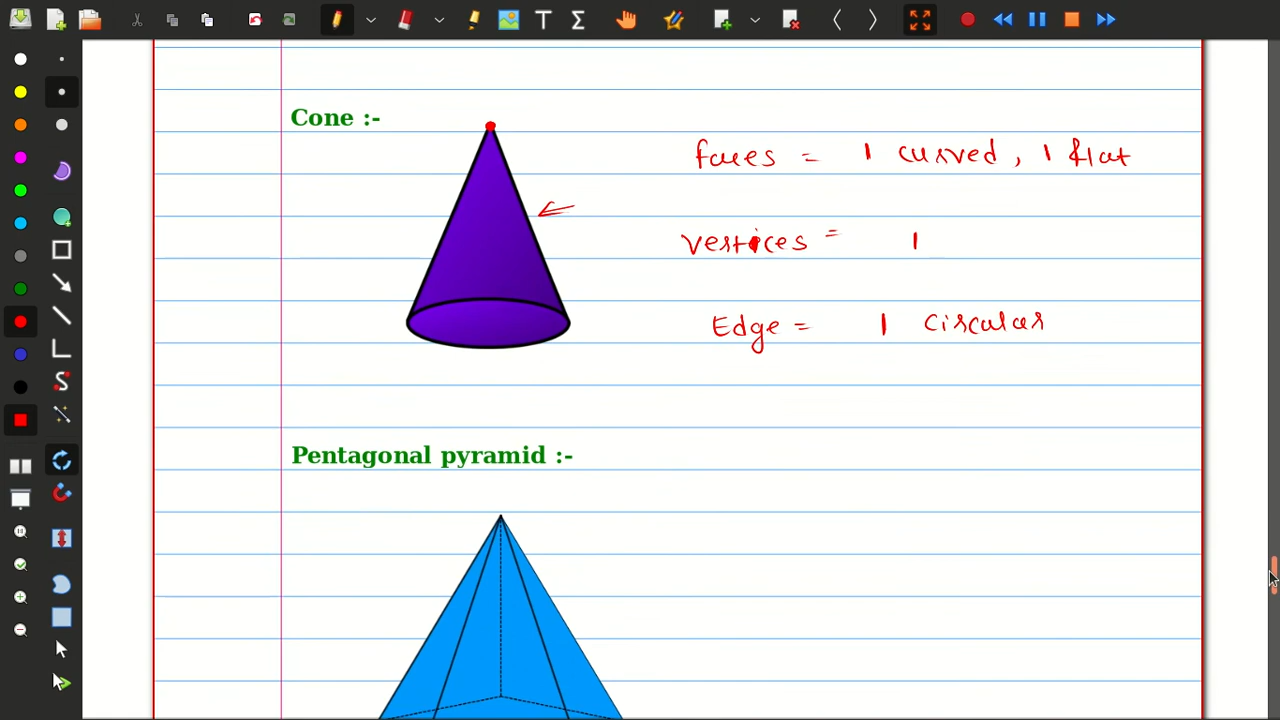 Cone :-
faces = 1 curved, 1 flat
vertices = 1
Edge = 1 circular
Pentagonal pyramid :-